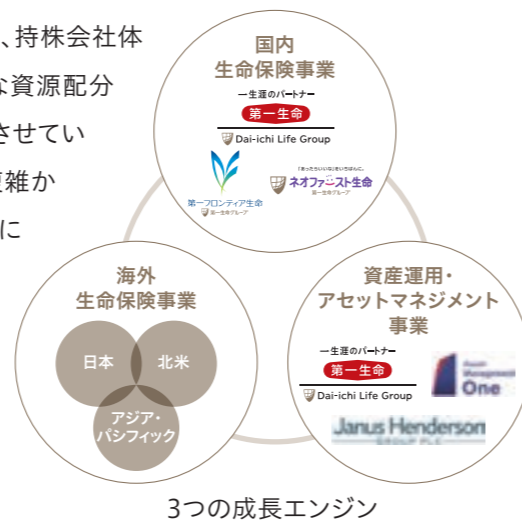 、持株会社体
な資源配分
させてい
雑か
に
国内
生命保険事業
一生涯のパートナー
第一生命
Dai-ichi Life Group
第一フロンティア生命
第一生命グループ
「あったらいいな」をいちばんに。
ネオファースト生命
第一生命グループ
海外
生命保険事業
日本
北米
アジア・
パシフィック
資産運用・
アセットマネジメント
事業
一生涯のパートナー
第一生命
Dai-ichi Life Group
Asset
Management
One
Janus Henderson
GROUP PLC
3つの成長エンジン